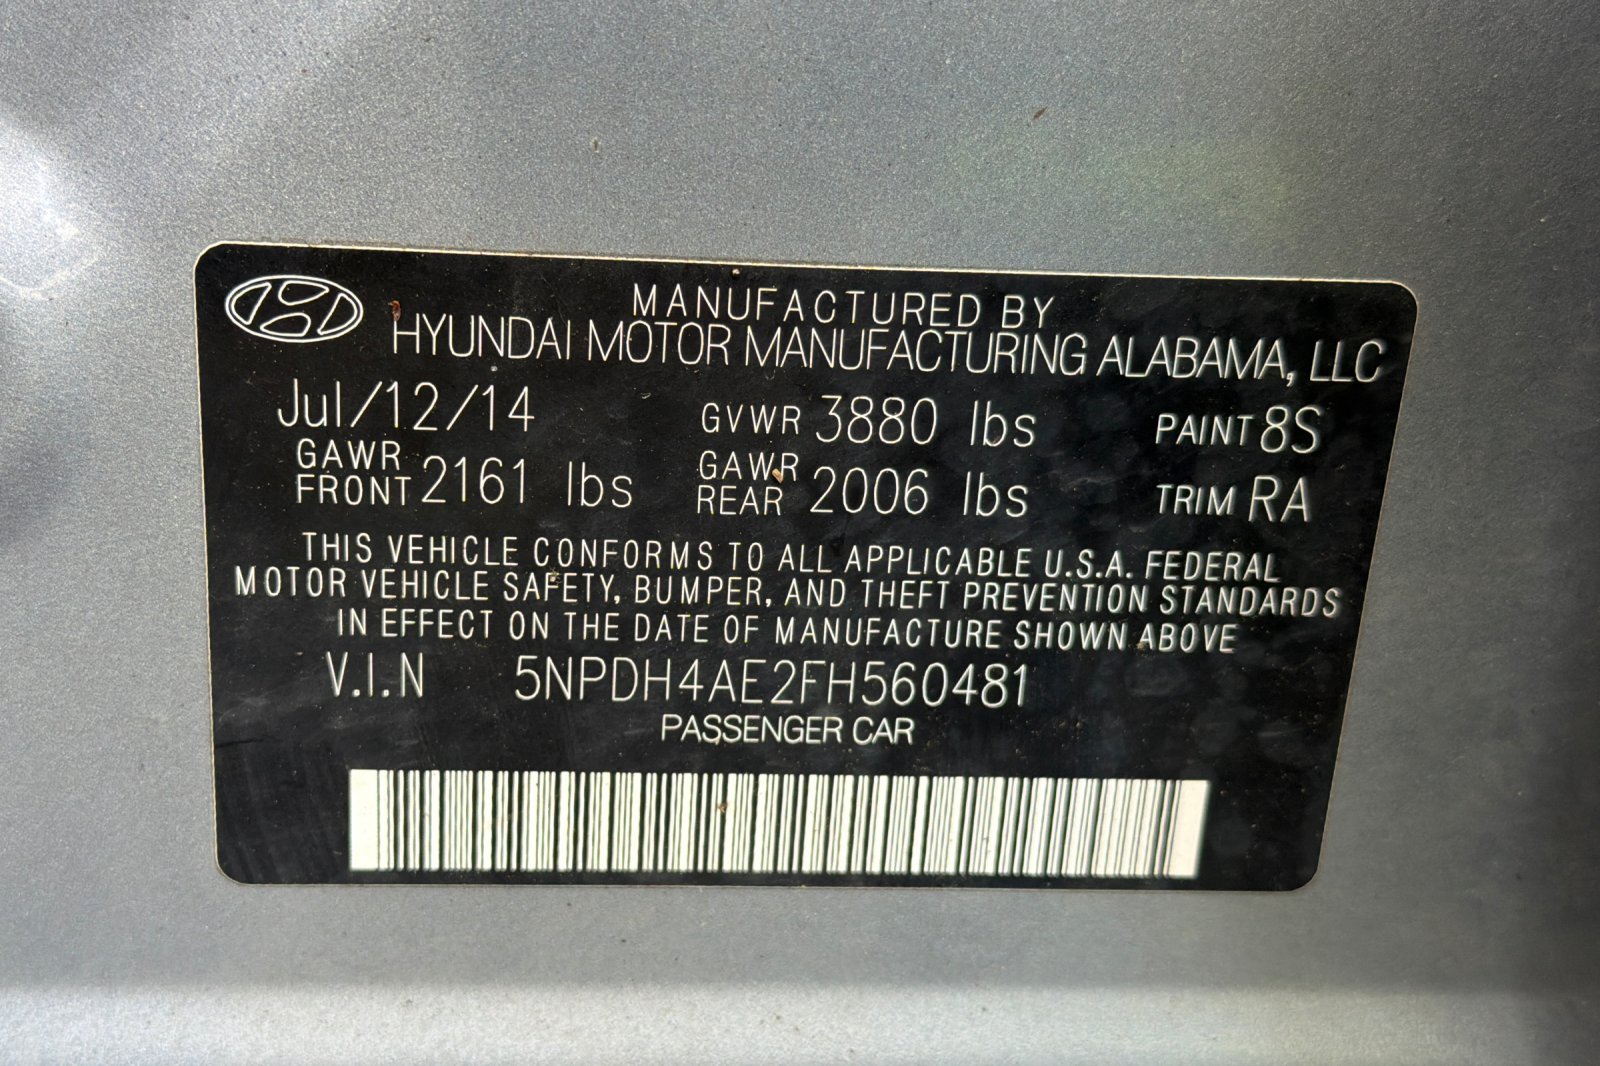 MANUFACTURED BY
HYUNDAI MOTOR MANUFACTURING ALABAMA, LLC
Jul/12/14 GVWR 3880 lbs PAINT 8S
GAWR FRONT 2161 lbs GAWR REAR 2006 lbs TRIM RA
THIS VEHICLE CONFORMS TO ALL APPLICABLE U.S.A. FEDERAL
MOTOR VEHICLE SAFETY, BUMPER, AND THEFT PREVENTION STANDARDS
IN EFFECT ON THE DATE OF MANUFACTURE SHOWN ABOVE
V.I.N 5NPDH4AE2FH560481
PASSENGER CAR